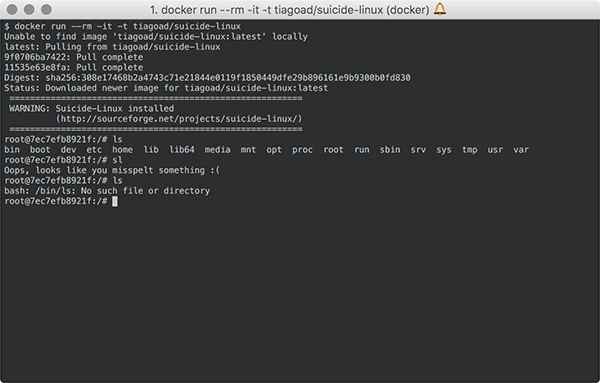 1. docker run --rm -it -t tiagoad/suicide-linux (docker)
$ docker run --rm -it -t tiagoad/suicide-linux
Unable to find image 'tiagoad/suicide-linux:latest' locally
latest: Pulling from tiagoad/suicide-linux
9f0706ba7422: Pull complete
11535e63e8fa: Pull complete
Digest: sha256:308e17468b2a4743c71e21844e0119f1850449dfe29b896161e9b9300b0fd830
Status: Downloaded newer image for tiagoad/suicide-linux:latest
==========================================================
WARNING: Suicide-Linux installed
(http://sourceforge.net/projects/suicide-linux/)
==========================================================
root@7ec7efb8921f:/# ls
bin boot dev etc home lib lib64 media mnt opt proc root run sbin srv sys tmp usr var
root@7ec7efb8921f:/# sl
Oops, looks like you misspelt something :(
root@7ec7efb8921f:/# ls
bash: /bin/ls: No such file or directory
root@7ec7efb8921f:/#